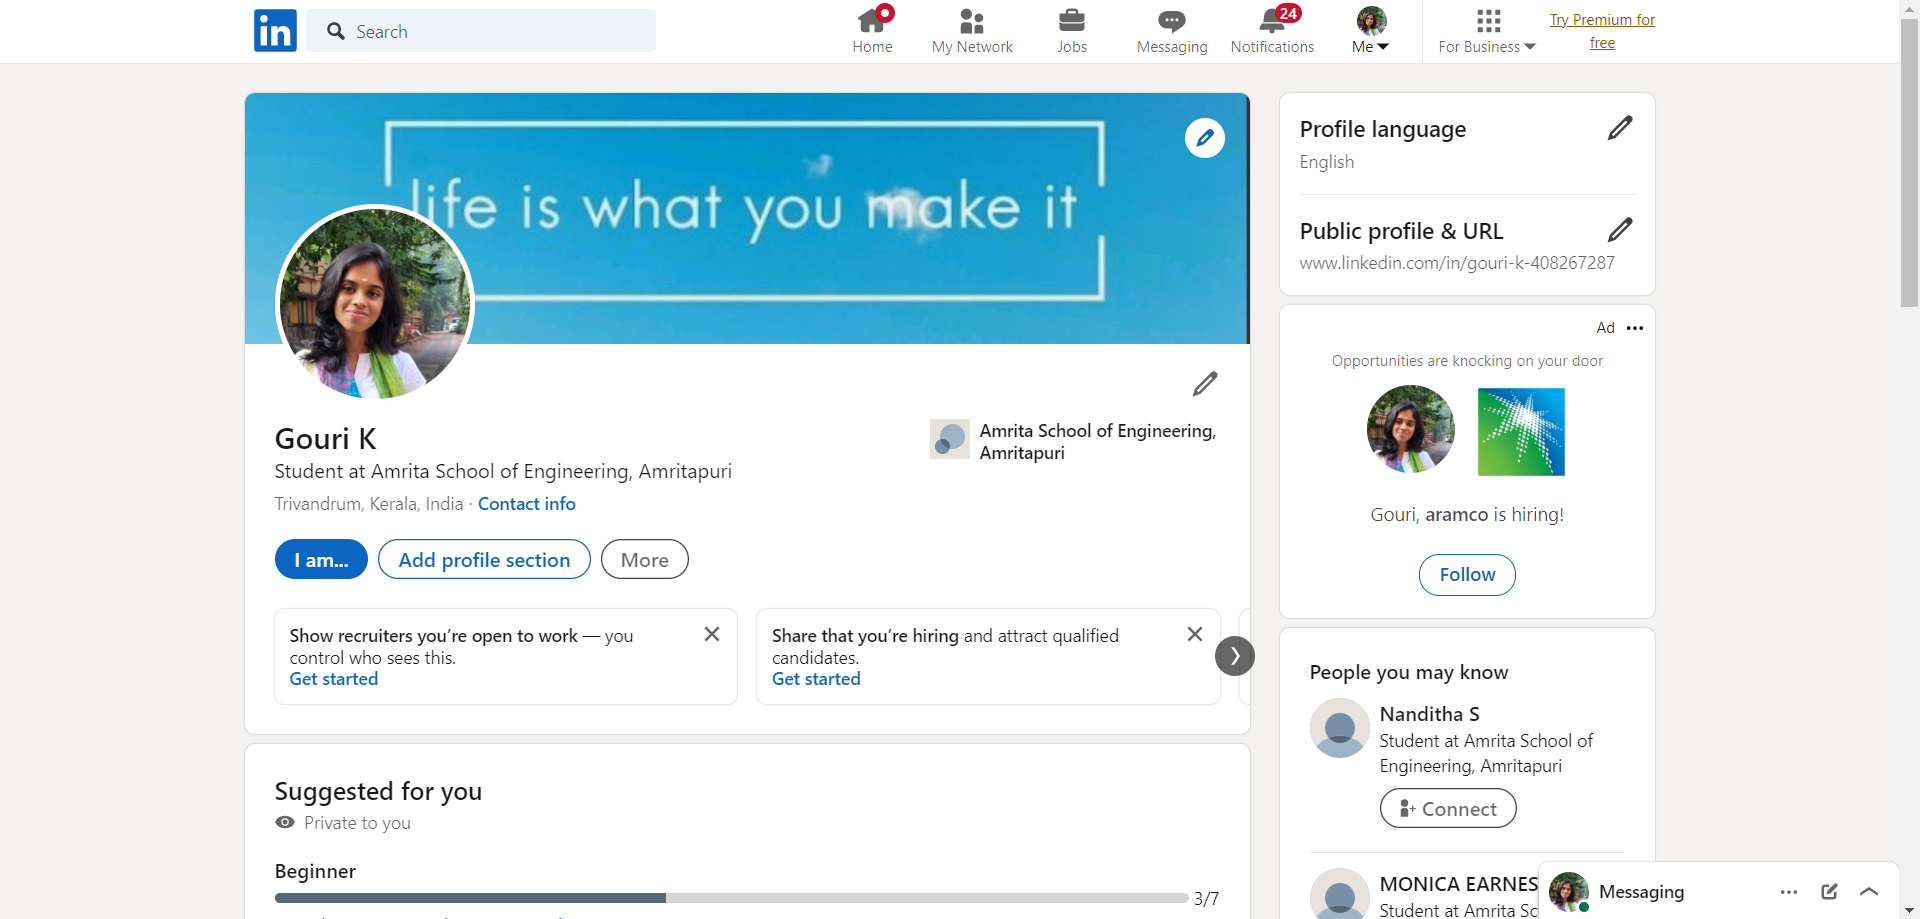 in
Search
Home
My Network
Jobs
Messaging
24
Notifications
Me
For Business
Try Premium for
free
life is what you make it
Gouri K
Student at Amrita School of Engineering, Amritapuri
Trivandrum, Kerala, India · Contact info
Amrita School of Engineering,
Amritapuri
I am...
Add profile section
More
Show recruiters you’re open to work — you
control who sees this.
Get started
Share that you’re hiring and attract qualified
candidates.
Get started
Suggested for you
Private to you
Beginner
3/7
Profile language
English
Public profile & URL
www.linkedin.com/in/gouri-k-408267287
Ad
Opportunities are knocking on your door
Gouri, aramco is hiring!
Follow
People you may know
Nanditha S
Student at Amrita School of
Engineering, Amritapuri
Connect
MONICA EARNES
Student at Amrita Sc
Messaging